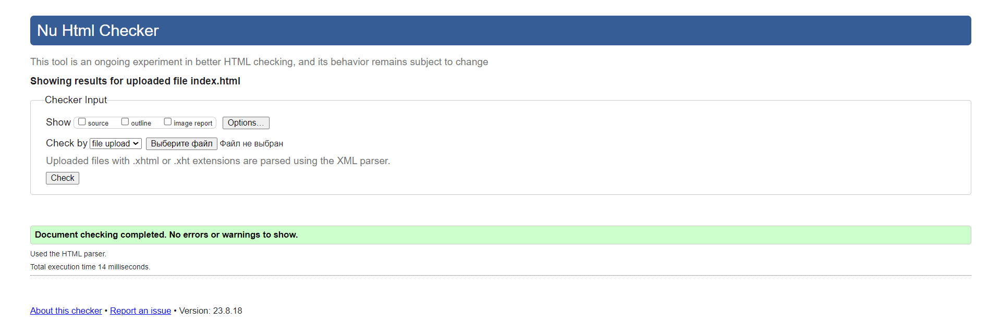 Nu Html Checker
This tool is an ongoing experiment in better HTML checking, and its behavior remains subject to change
Showing results for uploaded file index.html
Checker Input
Show source outline image report Options...
Check by file upload Выберите файл Файл не выбран
Uploaded files with .xhtml or .xht extensions are parsed using the XML parser.
Check
Document checking completed. No errors or warnings to show.
Used the HTML parser.
Total execution time 14 milliseconds.
About this checker • Report an issue • Version: 23.8.18